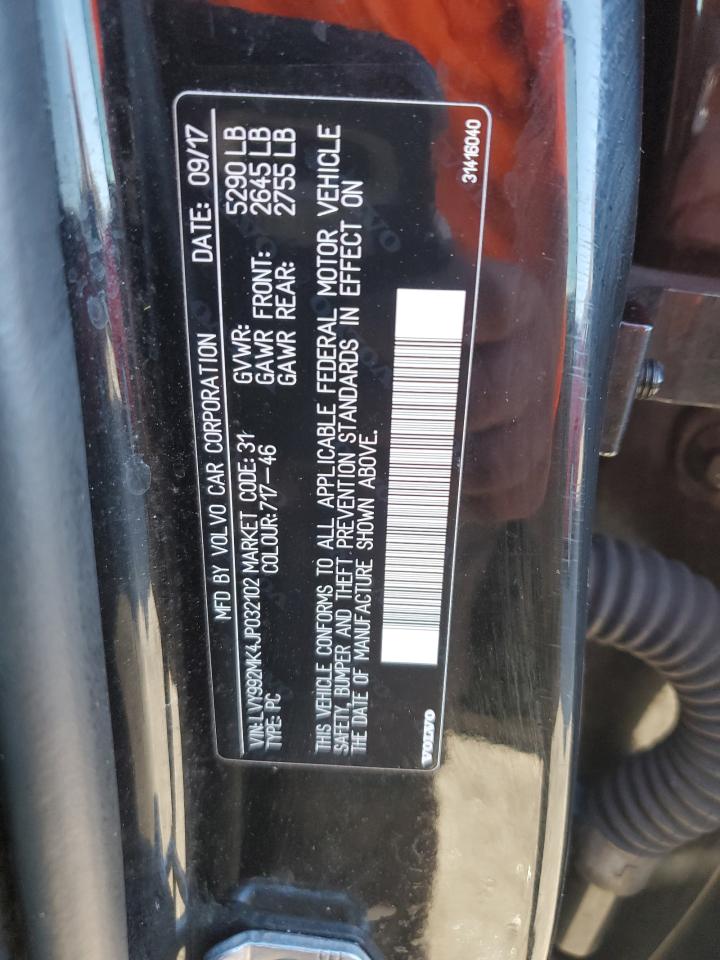 MFD BY VOLVO CAR CORPORATION DATE: 09/17
VIN: LVY992MK4JP032102 MARKET CODE: 31 GVWR: 5290 LB
TYPE: PC COLOUR: 717-46 GAWR FRONT: 2645 LB
GAWR REAR: 2755 LB
THIS VEHICLE CONFORMS TO ALL APPLICABLE FEDERAL MOTOR VEHICLE
SAFETY, BUMPER AND THEFT PREVENTION STANDARDS IN EFFECT ON
THE DATE OF MANUFACTURE SHOWN ABOVE.
VOLVO 31416040